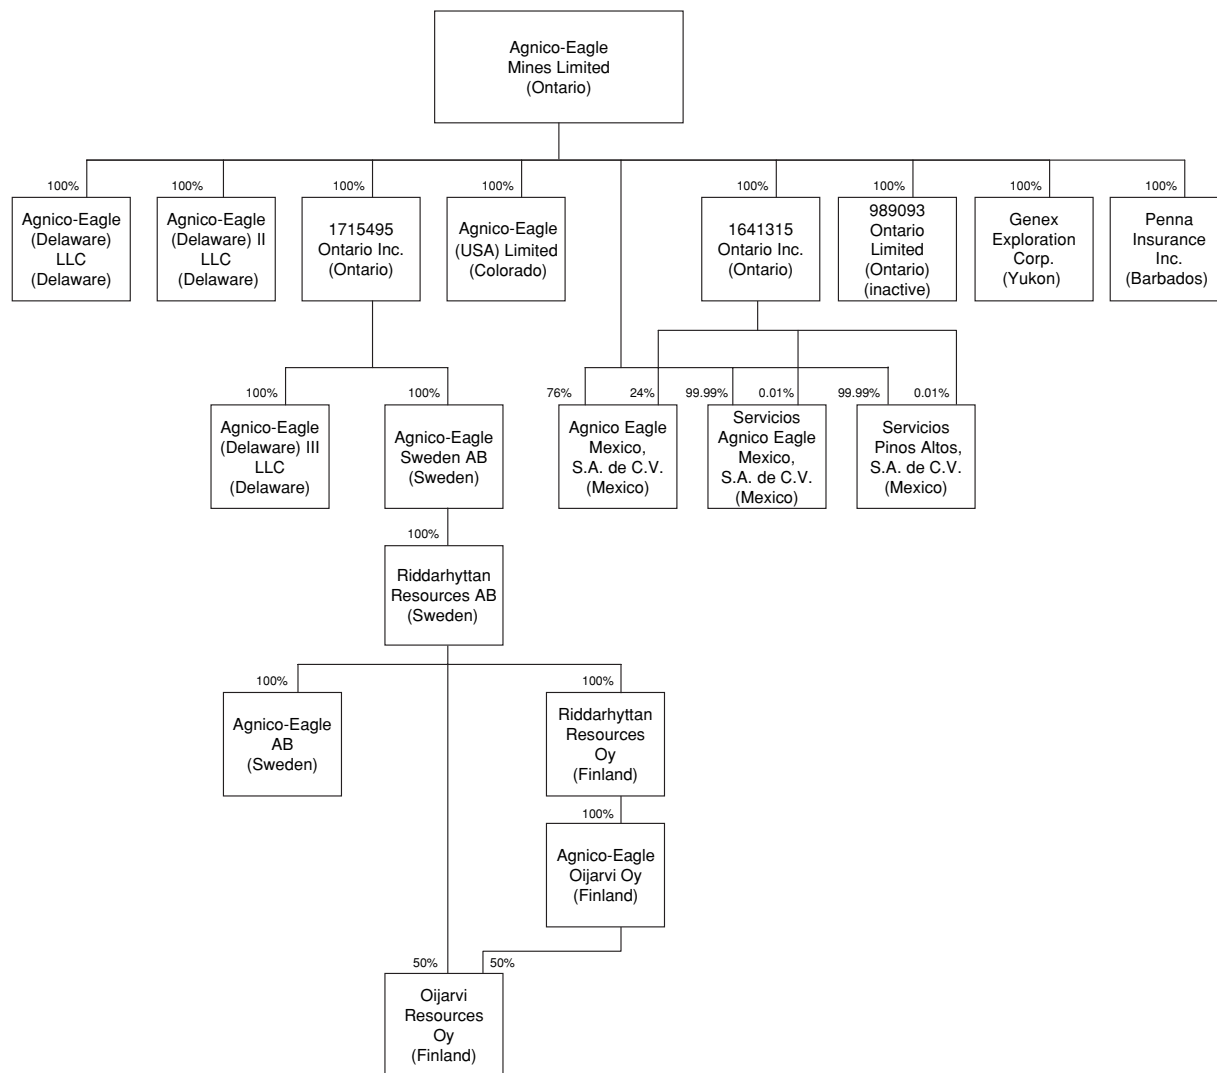 Agnico-Eagle
Mines Limited
(Ontario)
100%
100%
100%
100%
100%
100%
100%
100%
Agnico-Eagle
(Delaware)
LLC
(Delaware)
Agnico-Eagle
(Delaware) II
LLC
(Delaware)
1715495
Ontario Inc.
(Ontario)
Agnico-Eagle
(USA) Limited
(Colorado)
1641315
Ontario Inc.
(Ontario)
989093
Ontario
Limited
(Ontario)
(inactive)
Genex
Exploration
Corp.
(Yukon)
Penna
Insurance
Inc.
(Barbados)
100%
100%
76%
24%
99.99%
0.01%
99.99%
0.01%
Agnico-Eagle
(Delaware) III
LLC
(Delaware)
Agnico-Eagle
Sweden AB
(Sweden)
Agnico Eagle
Mexico,
S.A. de C.V.
(Mexico)
Servicios
Agnico Eagle
Mexico,
S.A. de C.V.
(Mexico)
Servicios
Pinos Altos,
S.A. de C.V.
(Mexico)
100%
Riddarhyttan
Resources AB
(Sweden)
100%
100%
Agnico-Eagle
AB
(Sweden)
Riddarhyttan
Resources
Oy
(Finland)
100%
Agnico-Eagle
Oijarvi Oy
(Finland)
50%
50%
Oijarvi
Resources
Oy
(Finland)